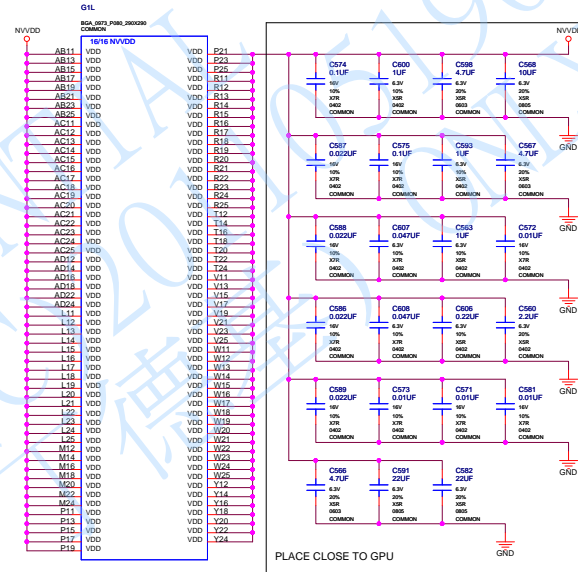 G1L
BGA_0973_P080_290X290
COMMON
NVVDD
16/16 NVVDD
AB11 VDD VDD P21
AB13 VDD VDD P23
AB15 VDD VDD P25
AB17 VDD VDD R11
AB19 VDD VDD R12
AB21 VDD VDD R13
AB23 VDD VDD R14
AB25 VDD VDD R15
AC11 VDD VDD R16
AC12 VDD VDD R17
AC13 VDD VDD R18
AC14 VDD VDD R19
AC15 VDD VDD R20
AC16 VDD VDD R21
AC17 VDD VDD R22
AC18 VDD VDD R23
AC19 VDD VDD R24
AC20 VDD VDD R25
AC21 VDD VDD T12
AC22 VDD VDD T14
AC23 VDD VDD T16
AC24 VDD VDD T18
AC25 VDD VDD T20
AD12 VDD VDD T22
AD14 VDD VDD T24
AD16 VDD VDD V11
AD18 VDD VDD V13
AD22 VDD VDD V15
AD24 VDD VDD V17
L11 VDD VDD V19
L12 VDD VDD V21
L13 VDD VDD V23
L14 VDD VDD V25
L15 VDD VDD W11
L16 VDD VDD W12
L17 VDD VDD W13
L18 VDD VDD W14
L19 VDD VDD W15
L20 VDD VDD W16
L21 VDD VDD W17
L22 VDD VDD W18
L23 VDD VDD W19
L24 VDD VDD W20
L25 VDD VDD W21
M12 VDD VDD W22
M14 VDD VDD W23
M16 VDD VDD W24
M18 VDD VDD W25
M20 VDD VDD Y12
M22 VDD VDD Y14
M24 VDD VDD Y16
P11 VDD VDD Y18
P13 VDD VDD Y20
P15 VDD VDD Y22
P17 VDD VDD Y24
P19 VDD
NVVDD
C574 C600 C598 C568
0.1UF 1UF 4.7UF 10UF
16V 6.3V 6.3V 6.3V
10% 10% 20% 20%
X7R X5R X5R X5R
0402 0402 0603 0805
COMMON COMMON COMMON COMMON
GND
C587 C575 C593 C567
0.022UF 0.1UF 1UF 4.7UF
16V 16V 6.3V 6.3V
10% 10% 10% 20%
X7R X7R X5R X5R
0402 0402 0402 0603
COMMON COMMON COMMON COMMON
GND
C588 C607 C563 C572
0.022UF 0.047UF 1UF 0.01UF
16V 6.3V 6.3V 16V
10% 10% 10% 10%
X7R X7R X5R X7R
0402 0402 0402 0402
COMMON COMMON COMMON COMMON
GND
C586 C608 C606 C560
0.022UF 0.047UF 0.22UF 2.2UF
16V 6.3V 6.3V 6.3V
10% 10% 10% 20%
X7R X7R X5R X5R
0402 0402 0402 0603
COMMON COMMON COMMON COMMON
GND
C589 C573 C571 C581
0.022UF 0.01UF 0.01UF 0.01UF
16V 16V 16V 16V
10% 10% 10% 10%
X7R X7R X7R X7R
0402 0402 0402 0402
COMMON COMMON COMMON COMMON
GND
C566 C591 C582
4.7UF 22UF 22UF
6.3V 6.3V 6.3V
20% 20% 20%
X5R X5R X5R
0603 0805 0805
COMMON COMMON COMMON
GND
PLACE CLOSE TO GPU